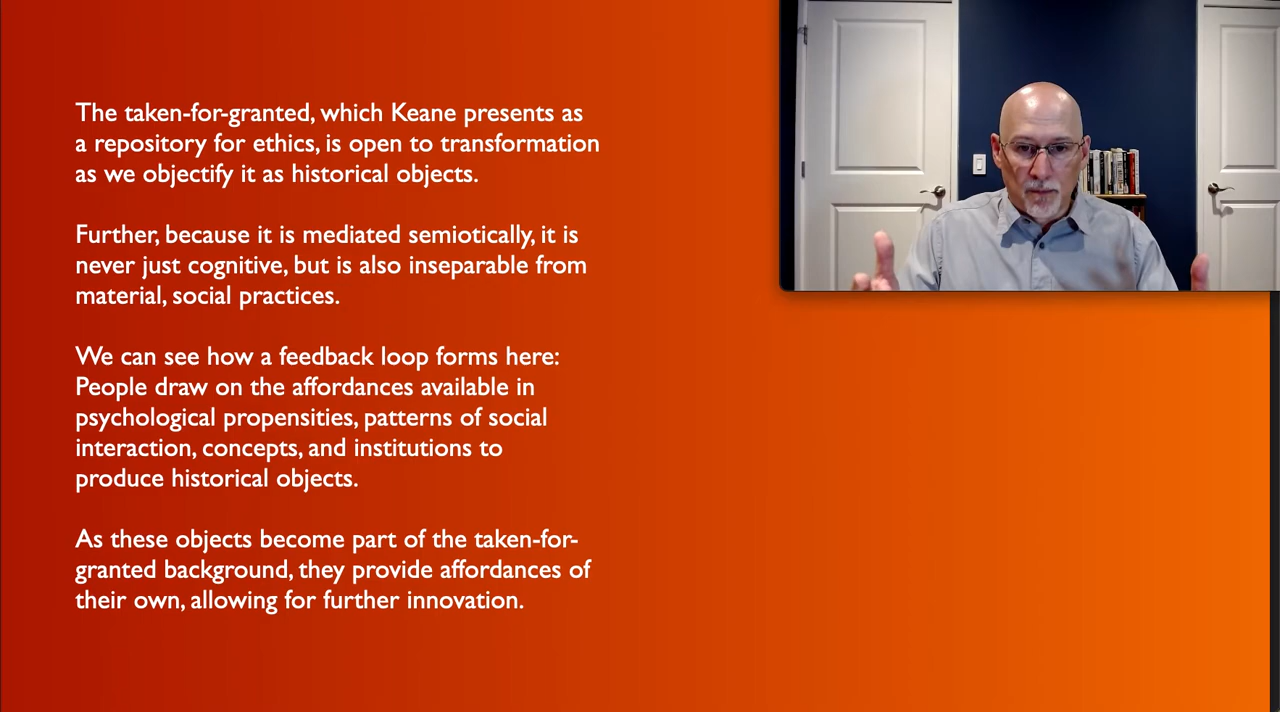 The taken-for-granted, which Keane presents as
a repository for ethics, is open to transformation
as we objectify it as historical objects.
Further, because it is mediated semiotically, it is
never just cognitive, but is also inseparable from
material, social practices.
We can see how a feedback loop forms here:
People draw on the affordances available in
psychological propensities, patterns of social
interaction, concepts, and institutions to
produce historical objects.
As these objects become part of the taken-for-
granted background, they provide affordances of
their own, allowing for further innovation.